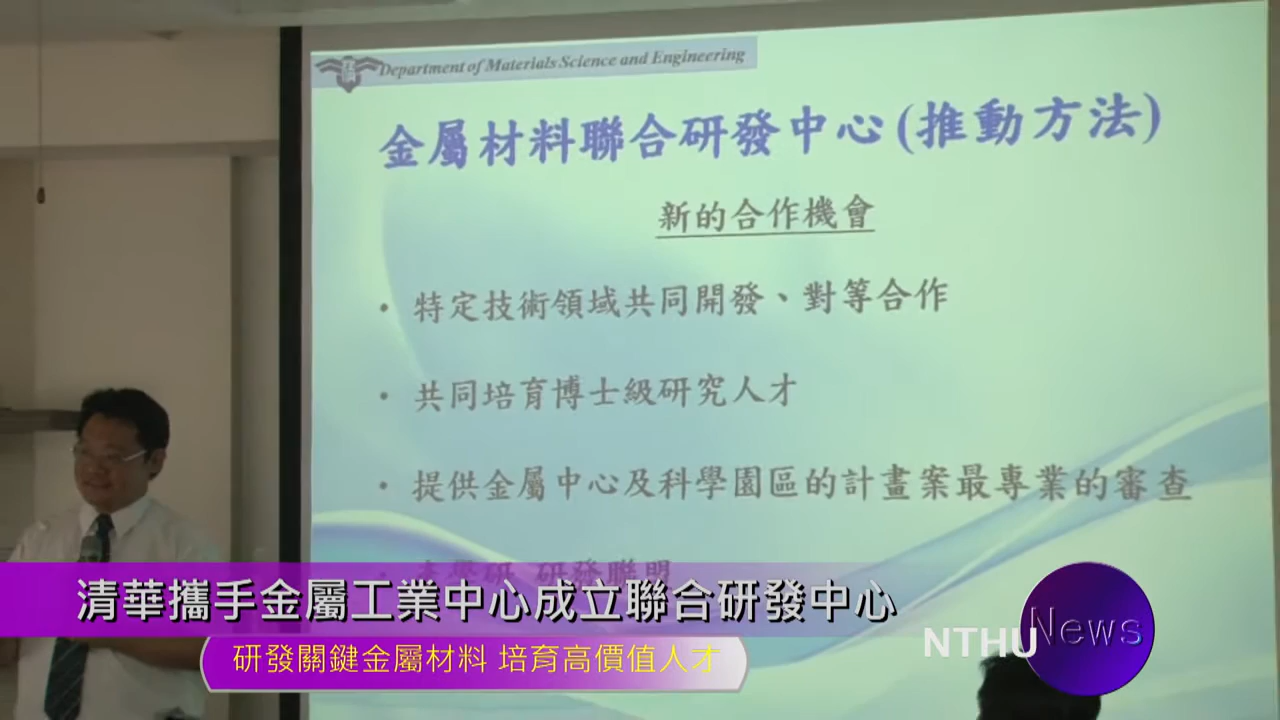 Department of Materials Science and Engineering
金屬材料聯合研發中心(推動方法)
新的合作機會
• 特定技術領域共同開發、對等合作
• 共同培育博士級研究人才
• 提供金屬中心及科學園區的計畫案最專業的審查
研發聯盟
清華攜手金屬工業中心成立聯合研發中心
研發關鍵金屬材料 培育高價值人才
NTHU News